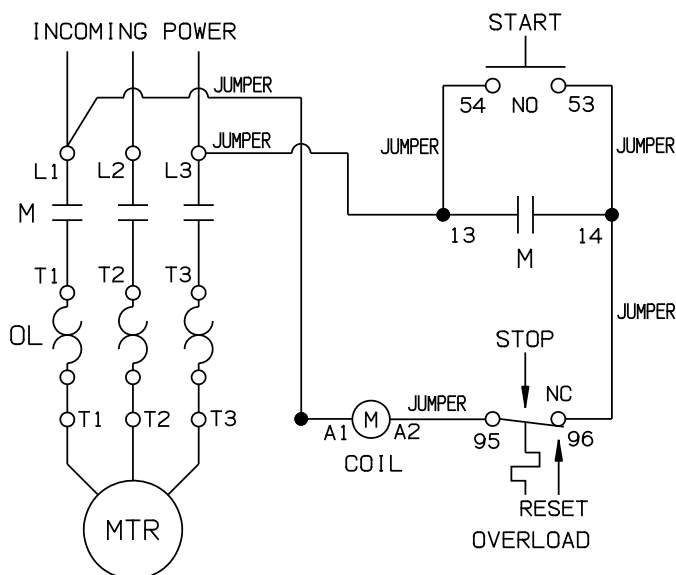 INCOMING POWER
START
JUMPER
54 NO 53
JUMPER
JUMPER
JUMPER
L1 L2 L3
M
13 14
M
T1 T2 T3
JUMPER
OL
STOP
NC
JUMPER
T1 T2 T3
A1 M A2
95 96
COIL
RESET
MTR
OVERLOAD